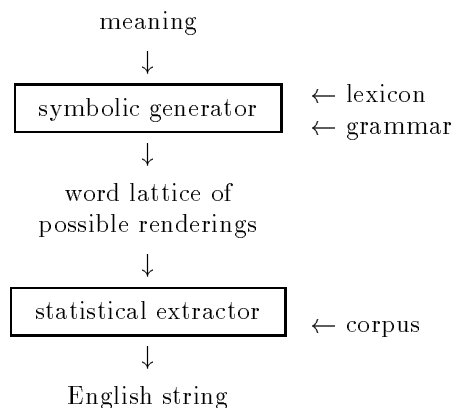 meaning
↓
symbolic generator
← lexicon
← grammar
↓
word lattice of
possible renderings
↓
statistical extractor
← corpus
↓
English string